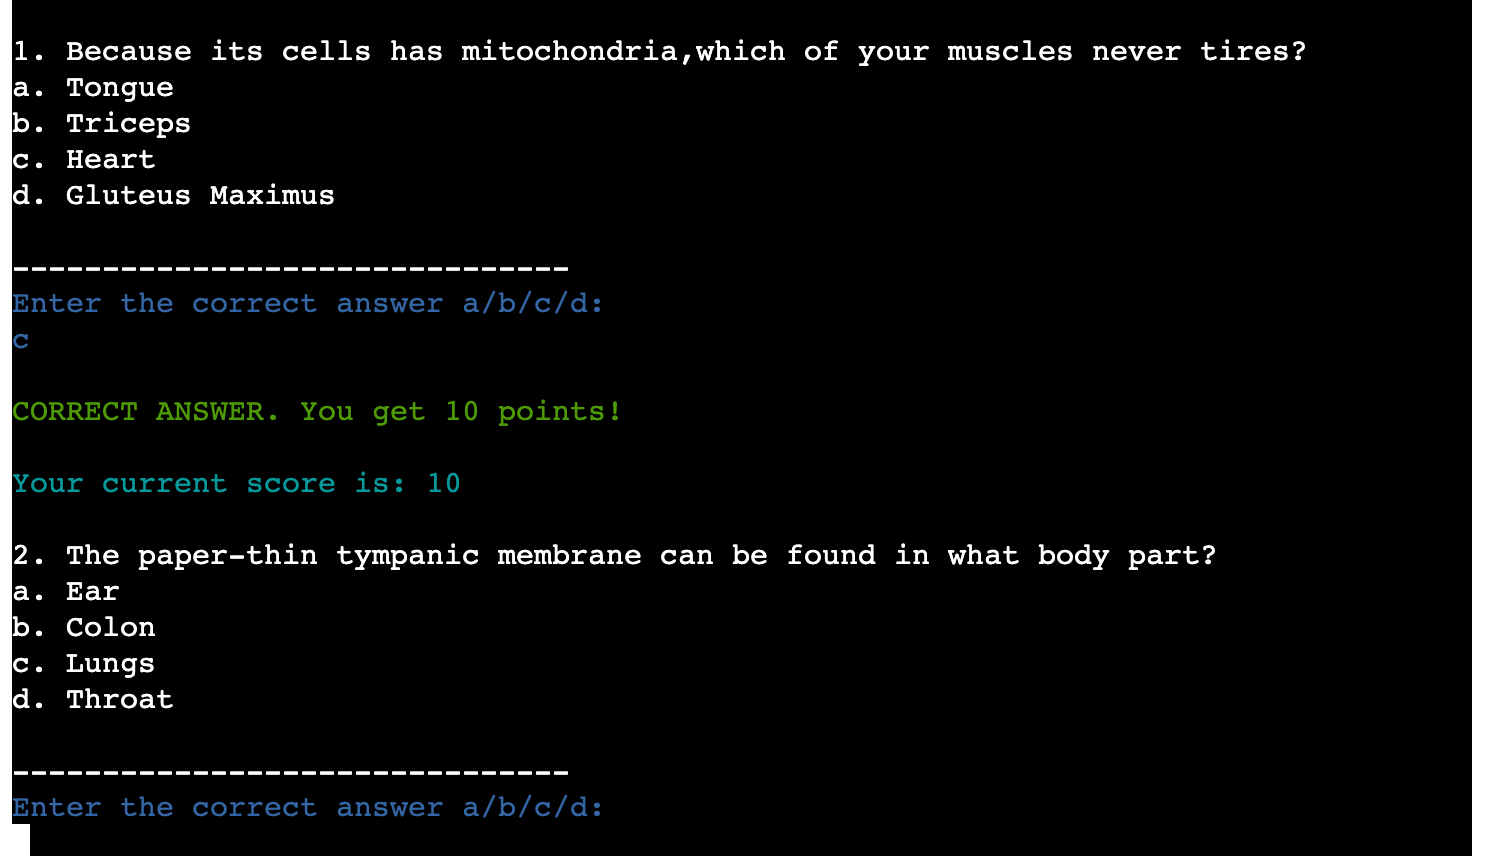 1. Because its cells has mitochondria,which of your muscles never tires?
a. Tongue
b. Triceps
c. Heart
d. Gluteus Maximus
-------------------------------
Enter the correct answer a/b/c/d:
c
CORRECT ANSWER. You get 10 points!
Your current score is: 10
2. The paper-thin tympanic membrane can be found in what body part?
a. Ear
b. Colon
c. Lungs
d. Throat
-------------------------------
Enter the correct answer a/b/c/d: